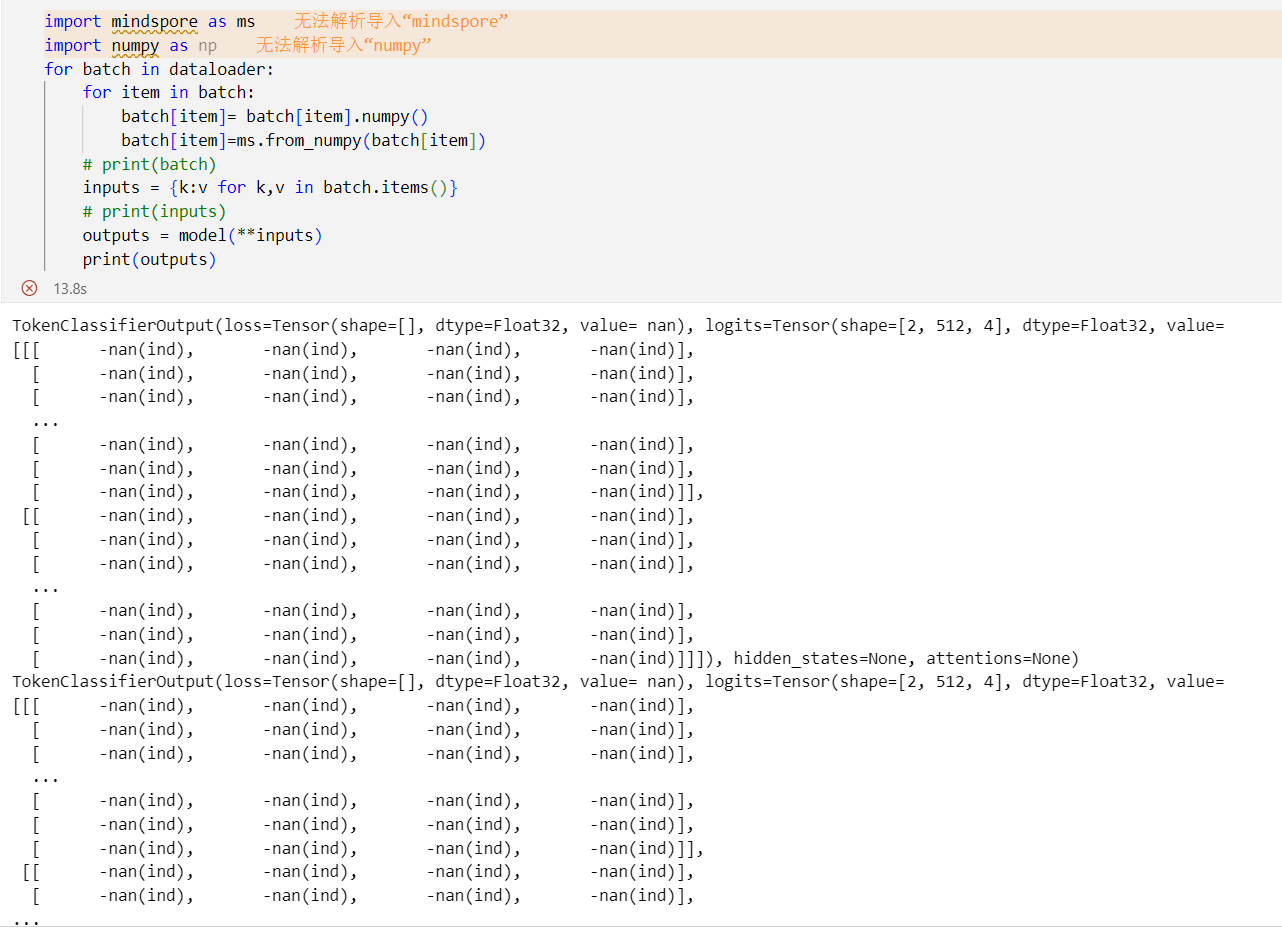 import mindspore as ms    无法解析导入“mindspore”
import numpy as np    无法解析导入“numpy”
for batch in dataloader:
    for item in batch:
        batch[item]= batch[item].numpy()
        batch[item]=ms.from_numpy(batch[item])
    # print(batch)
    inputs = {k:v for k,v in batch.items()}
    # print(inputs)
    outputs = model(**inputs)
    print(outputs)
13.8s
TokenClassifierOutput(loss=Tensor(shape=[], dtype=Float32, value= nan), logits=Tensor(shape=[2, 512, 4], dtype=Float32, value=
[[[      -nan(ind),       -nan(ind),       -nan(ind),       -nan(ind)],
  [      -nan(ind),       -nan(ind),       -nan(ind),       -nan(ind)],
  [      -nan(ind),       -nan(ind),       -nan(ind),       -nan(ind)],
  ...
  [      -nan(ind),       -nan(ind),       -nan(ind),       -nan(ind)],
  [      -nan(ind),       -nan(ind),       -nan(ind),       -nan(ind)],
  [      -nan(ind),       -nan(ind),       -nan(ind),       -nan(ind)]],
 [[      -nan(ind),       -nan(ind),       -nan(ind),       -nan(ind)],
  [      -nan(ind),       -nan(ind),       -nan(ind),       -nan(ind)],
  [      -nan(ind),       -nan(ind),       -nan(ind),       -nan(ind)],
  ...
  [      -nan(ind),       -nan(ind),       -nan(ind),       -nan(ind)],
  [      -nan(ind),       -nan(ind),       -nan(ind),       -nan(ind)],
  [      -nan(ind),       -nan(ind),       -nan(ind),       -nan(ind)]]]), hidden_states=None, attentions=None)
TokenClassifierOutput(loss=Tensor(shape=[], dtype=Float32, value= nan), logits=Tensor(shape=[2, 512, 4], dtype=Float32, value=
[[[      -nan(ind),       -nan(ind),       -nan(ind),       -nan(ind)],
  [      -nan(ind),       -nan(ind),       -nan(ind),       -nan(ind)],
  [      -nan(ind),       -nan(ind),       -nan(ind),       -nan(ind)],
  ...
  [      -nan(ind),       -nan(ind),       -nan(ind),       -nan(ind)],
  [      -nan(ind),       -nan(ind),       -nan(ind),       -nan(ind)],
  [      -nan(ind),       -nan(ind),       -nan(ind),       -nan(ind)]],
 [[      -nan(ind),       -nan(ind),       -nan(ind),       -nan(ind)],
  [      -nan(ind),       -nan(ind),       -nan(ind),       -nan(ind)],
...